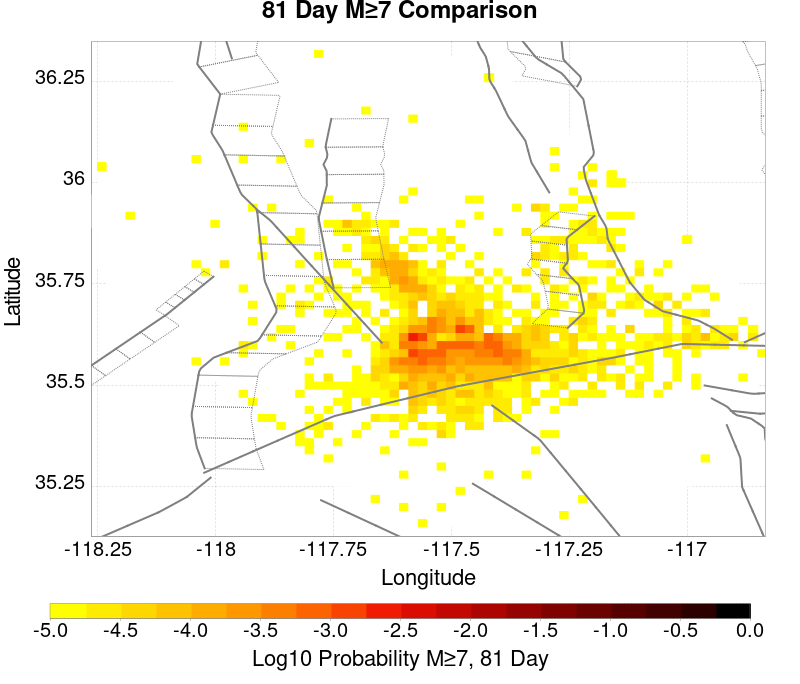 81 Day M≥7 Comparison
36.25
36
35.75
35.5
35.25
Latitude
-118.25 -118 -117.75 -117.5 -117.25 -117
Longitude
-5.0 -4.5 -4.0 -3.5 -3.0 -2.5 -2.0 -1.5 -1.0 -0.5 0.0
Log10 Probability M≥7, 81 Day